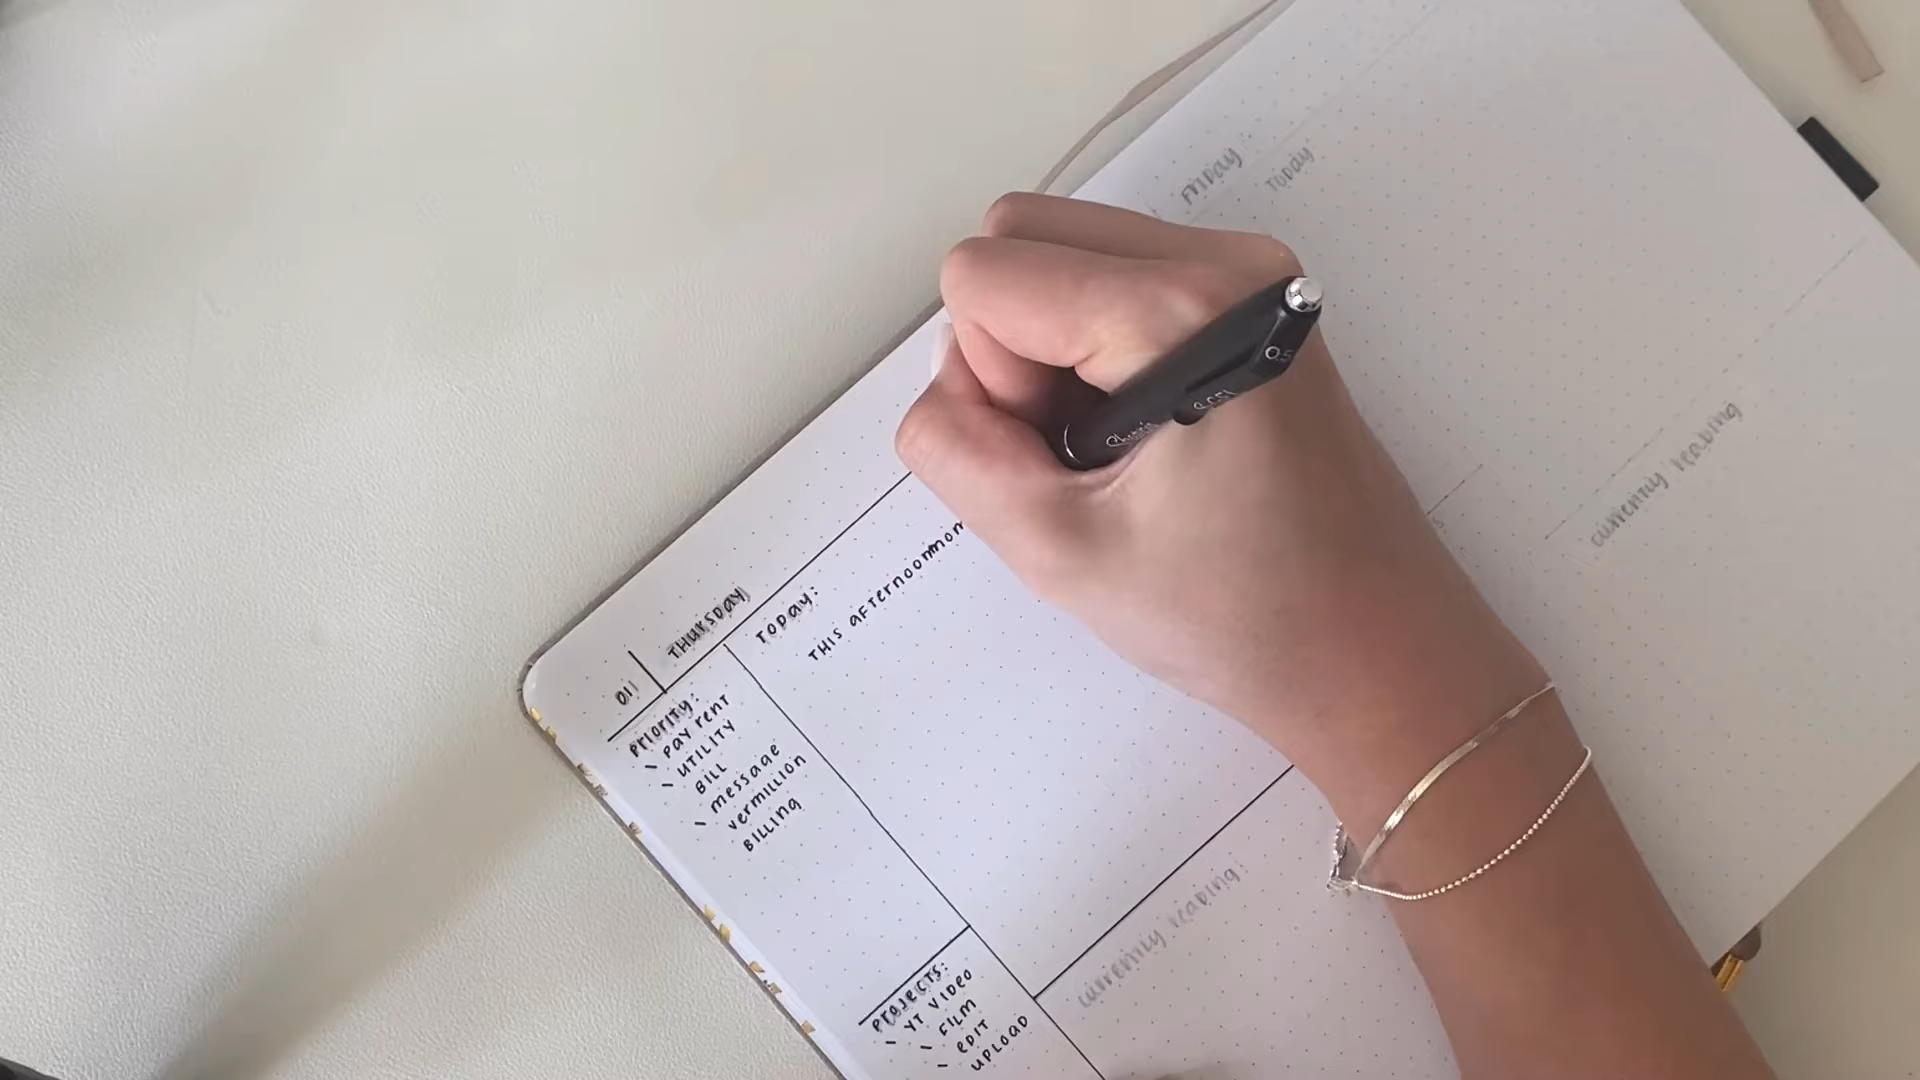 01
THURSDAY
PRIORITY:
\ PAY RENT
\ UTILITY
BILL
\ message
vermillion
BILLING
TODAY:
THIS AFTERNOON
PROJECTS:
\ YT VIDEO
\ FILM
\ EDIT
\ UPLOAD
currently reading:
FRIDAY
TODAY
currently reading
0.5